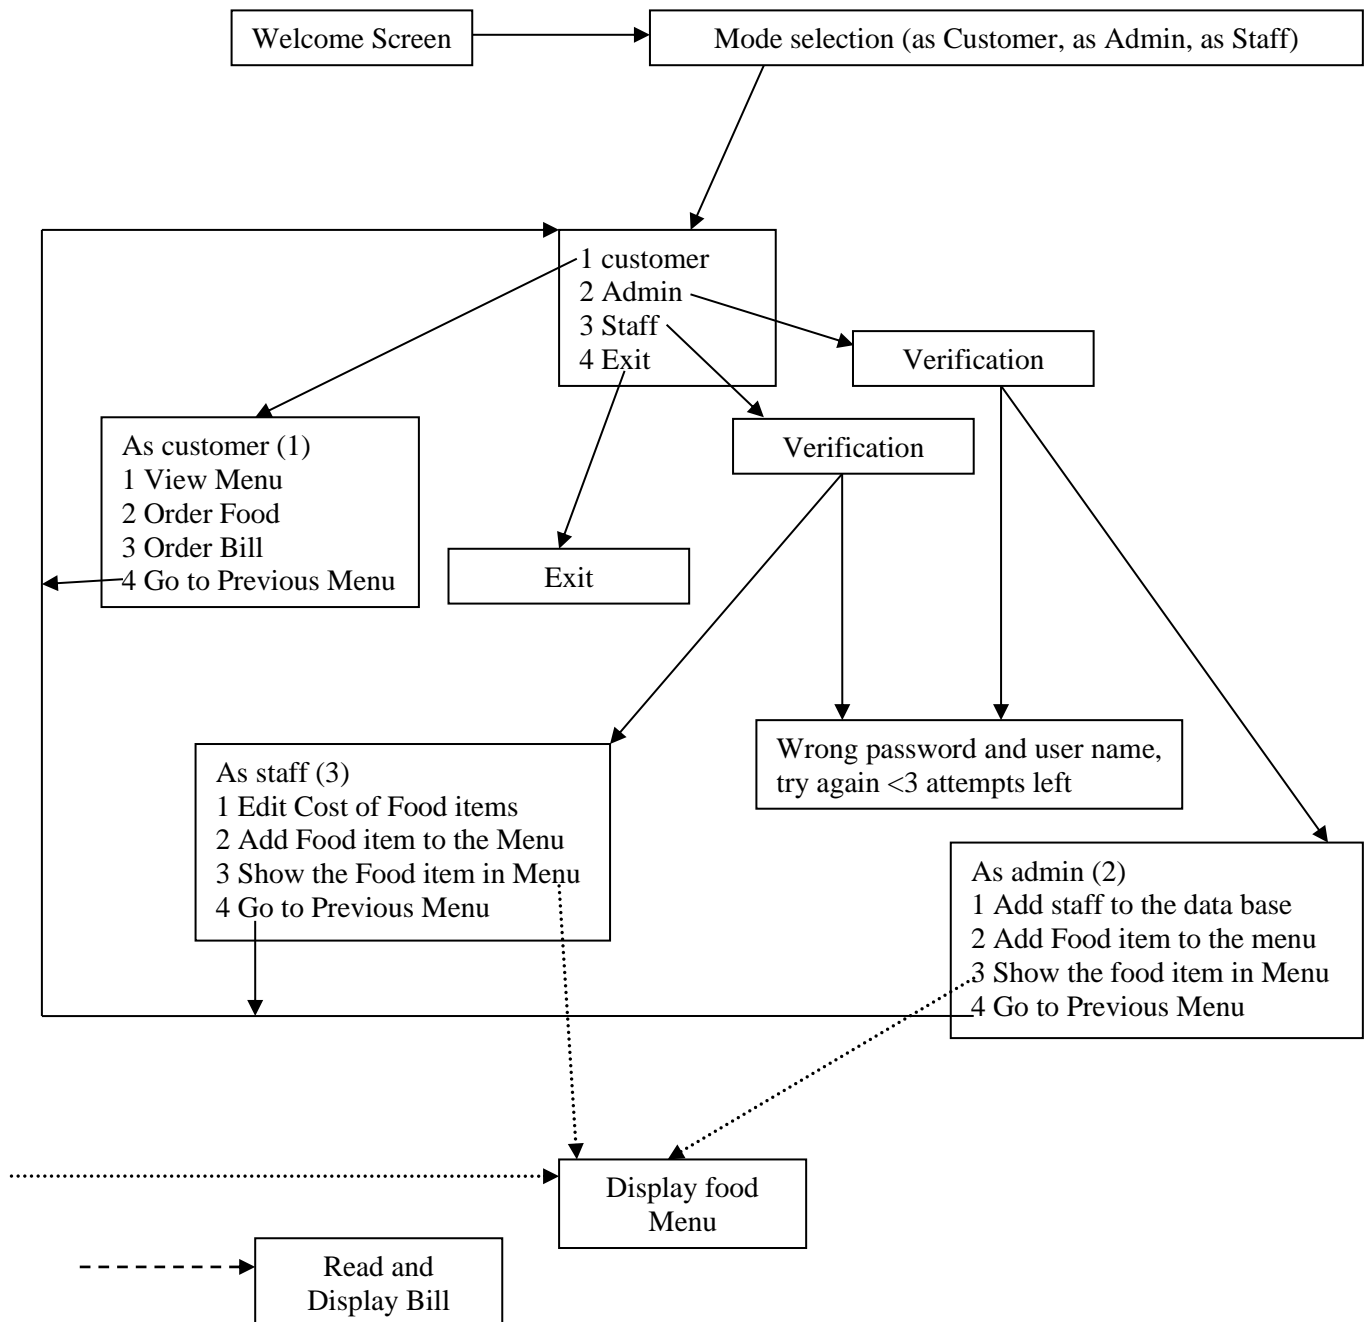 Welcome Screen
Mode selection (as Customer, as Admin, as Staff)
1 customer
2 Admin
3 Staff
4 Exit
Verification
As customer (1)
1 View Menu
2 Order Food
3 Order Bill
4 Go to Previous Menu
Verification
Exit
As staff (3)
1 Edit Cost of Food items
2 Add Food item to the Menu
3 Show the Food item in Menu
4 Go to Previous Menu
Wrong password and user name,
try again <3 attempts left
As admin (2)
1 Add staff to the data base
2 Add Food item to the menu
3 Show the food item in Menu
4 Go to Previous Menu
Display food
Menu
Read and
Display Bill